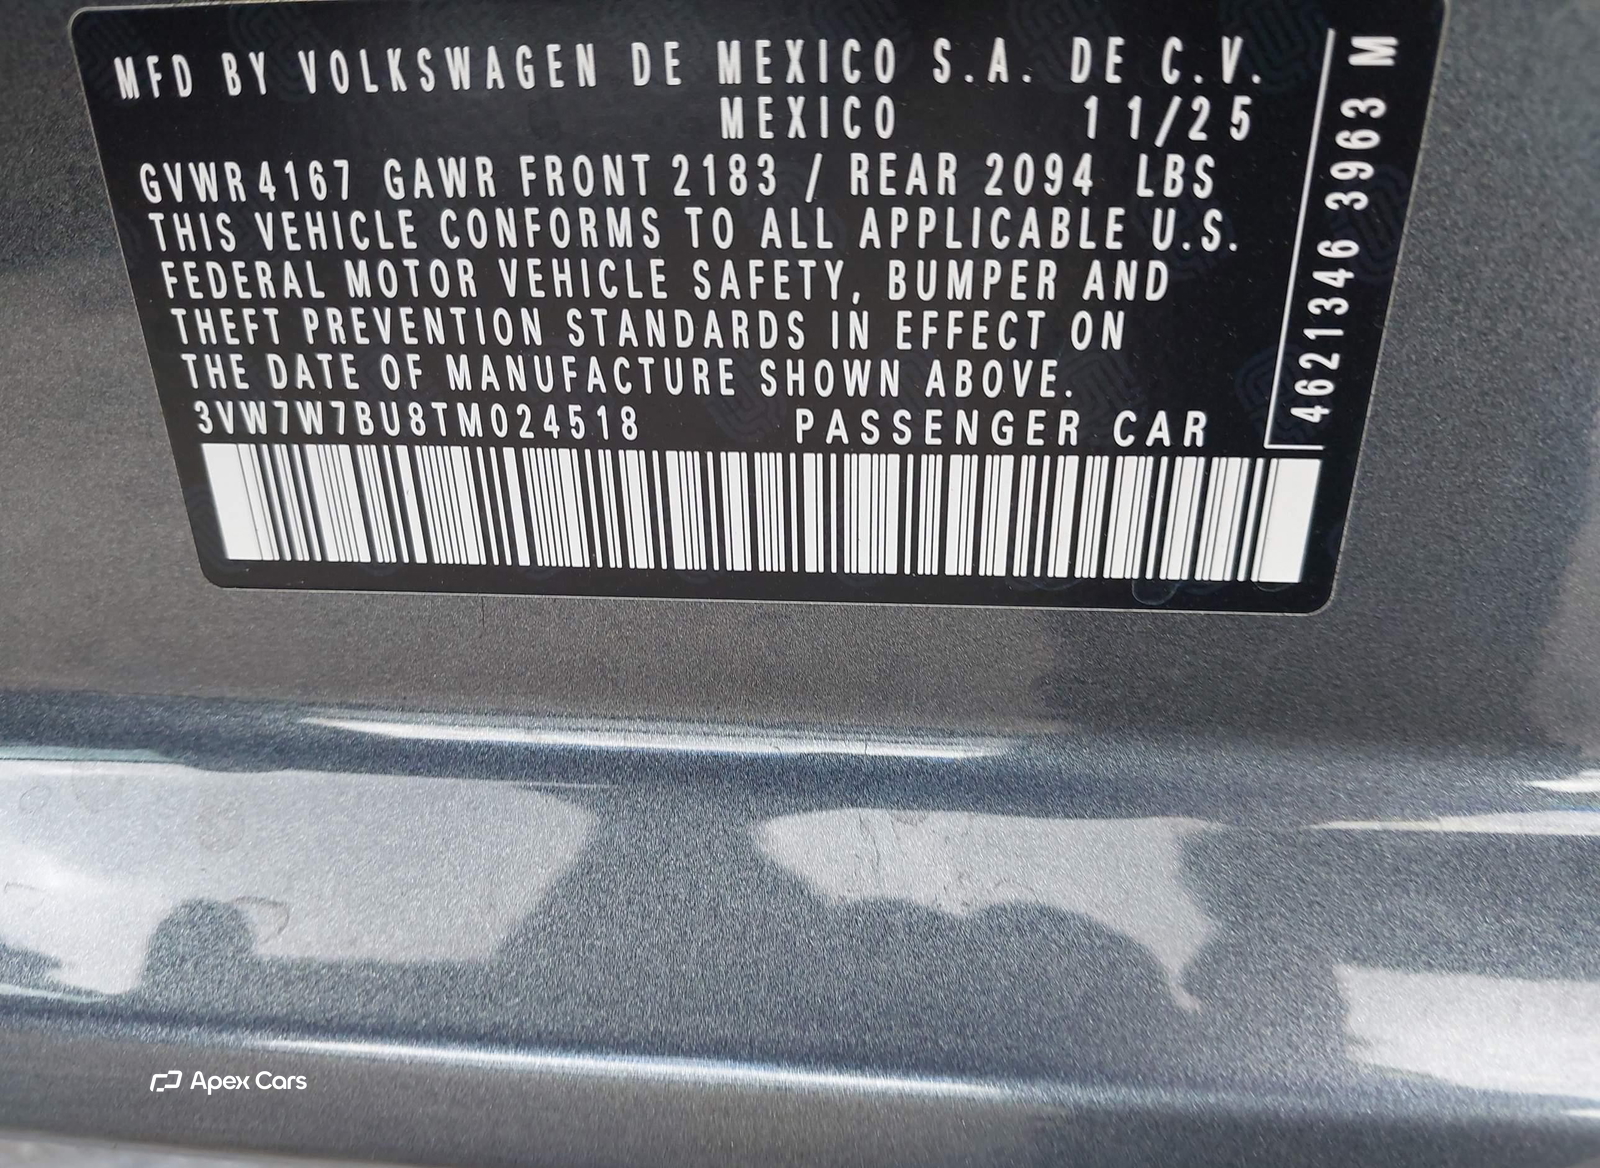 MFD BY VOLKSWAGEN DE MEXICO S.A. DE C.V.
MEXICO 11/25
GVWR 4167 GAWR FRONT 2183 / REAR 2094 LBS
THIS VEHICLE CONFORMS TO ALL APPLICABLE U.S.
FEDERAL MOTOR VEHICLE SAFETY, BUMPER AND
THEFT PREVENTION STANDARDS IN EFFECT ON
THE DATE OF MANUFACTURE SHOWN ABOVE.
3VW7W7BU8TM024518 PASSENGER CAR
4621346 3963 M
Apex Cars